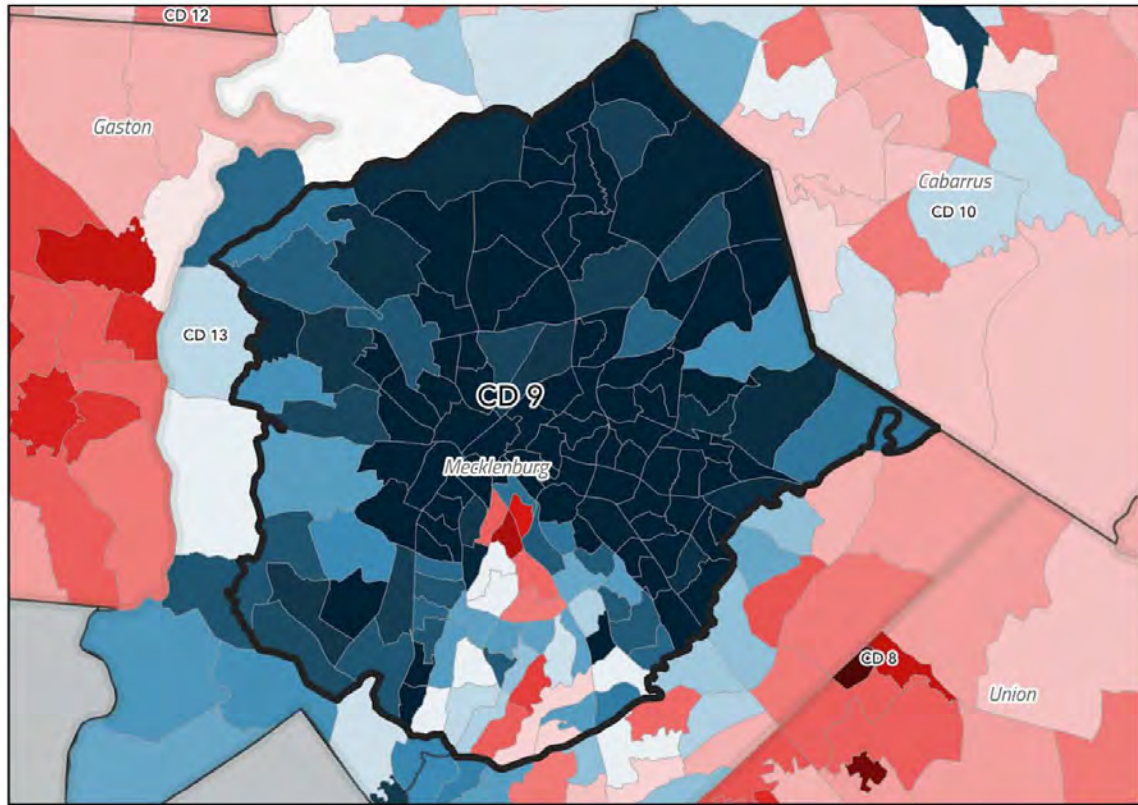 CD 12
Gaston
Cabarrus
CD 10
CD 13
CD 9
Mecklenburg
CD 8
Union